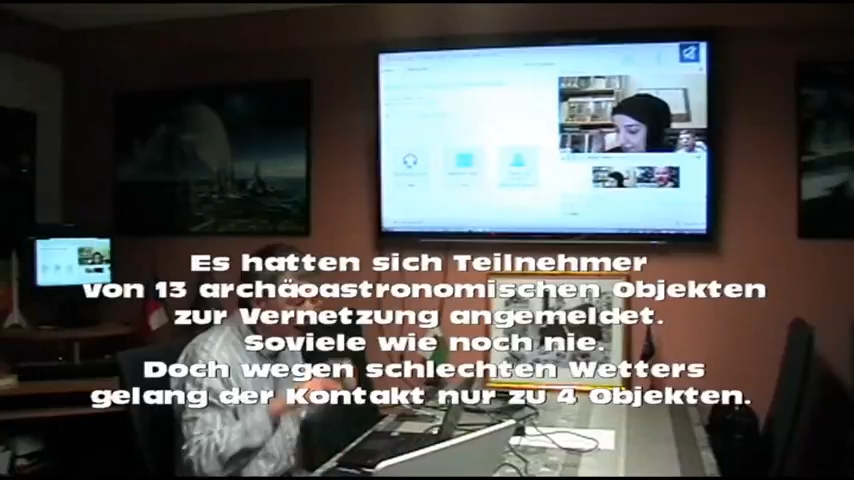 Es hatten sich Teilnehmer
von 13 archäoastronomischen Objekten
zur Vernetzung angemeldet.
Soviele wie noch nie.
Doch wegen schlechten Wetters
gelang der Kontakt nur zu 4 Objekten.